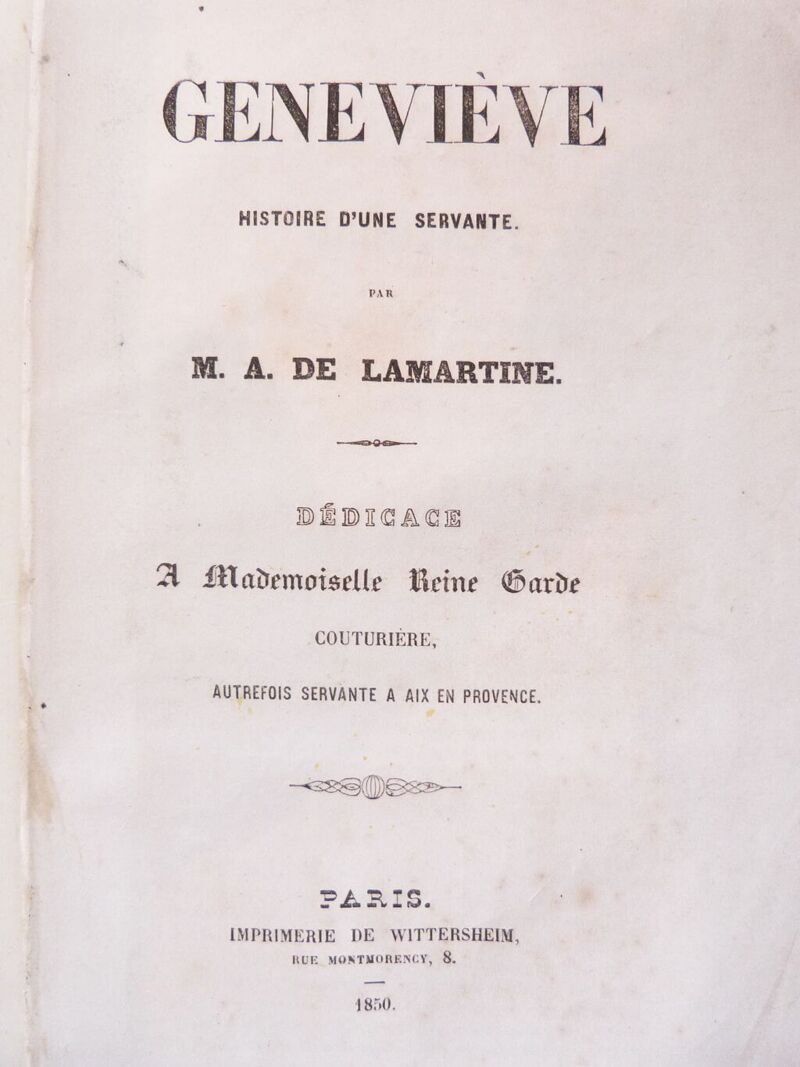 GENEVIÈVE
HISTOIRE D'UNE SERVANTE.
PAR
M. A. DE LAMARTINE.
DÉDICACE
A Mademoiselle Reine Garde
COUTURIÈRE,
AUTREFOIS SERVANTE A AIX EN PROVENCE.
PARIS.
IMPRIMERIE DE WITTERSHEIM,
RUE MONTMORENCY, 8.
1850.